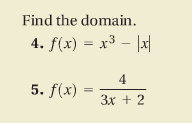 Find the domain.
4. f(x) = x³ − |x|
5. f(x) = 4 / (3x + 2)